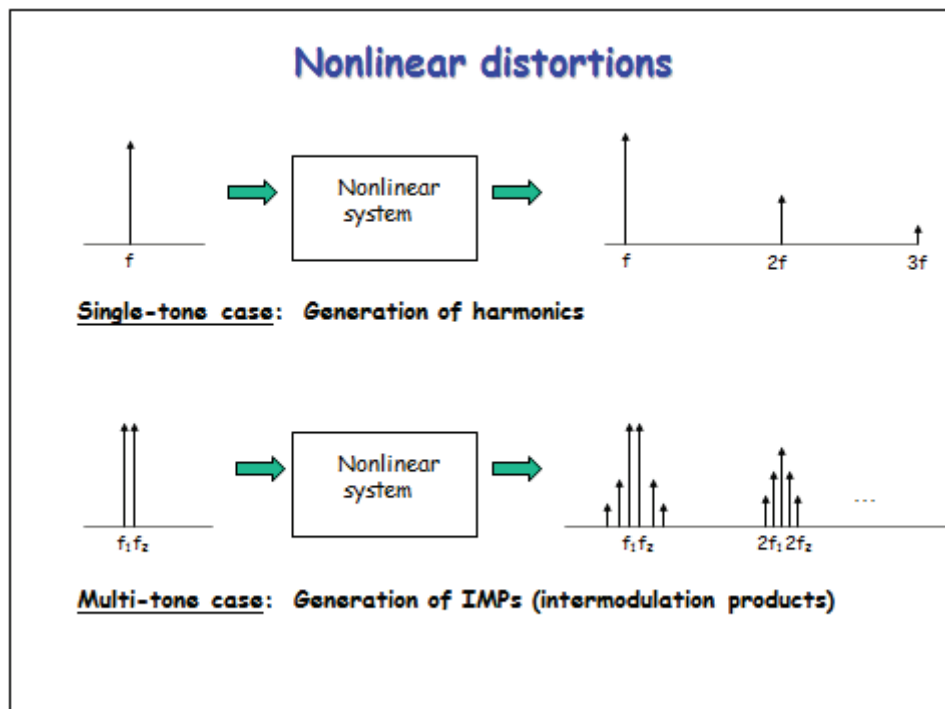 Nonlinear distortions
Nonlinear
system
f
f
2f
3f
Single-tone case: Generation of harmonics
Nonlinear
system
f₁ f₂
f₁ f₂
2f₁ 2f₂
---
Multi-tone case: Generation of IMPs (intermodulation products)